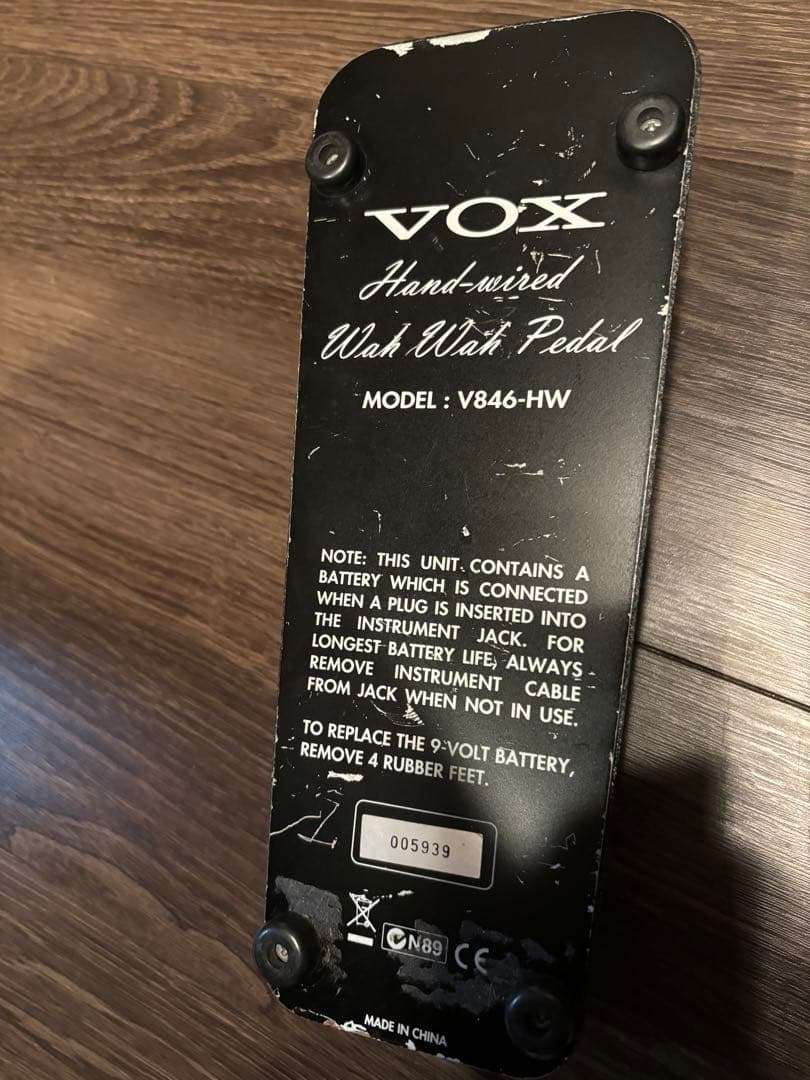 VOX
Hand-wired
Wah Wah Pedal
MODEL : V846-HW
NOTE: THIS UNIT CONTAINS A
BATTERY WHICH IS CONNECTED
WHEN A PLUG IS INSERTED INTO
THE INSTRUMENT JACK. FOR
LONGEST BATTERY LIFE, ALWAYS
REMOVE INSTRUMENT CABLE
FROM JACK WHEN NOT IN USE.
TO REPLACE THE 9-VOLT BATTERY,
REMOVE 4 RUBBER FEET.
005939
N89 CE
MADE IN CHINA